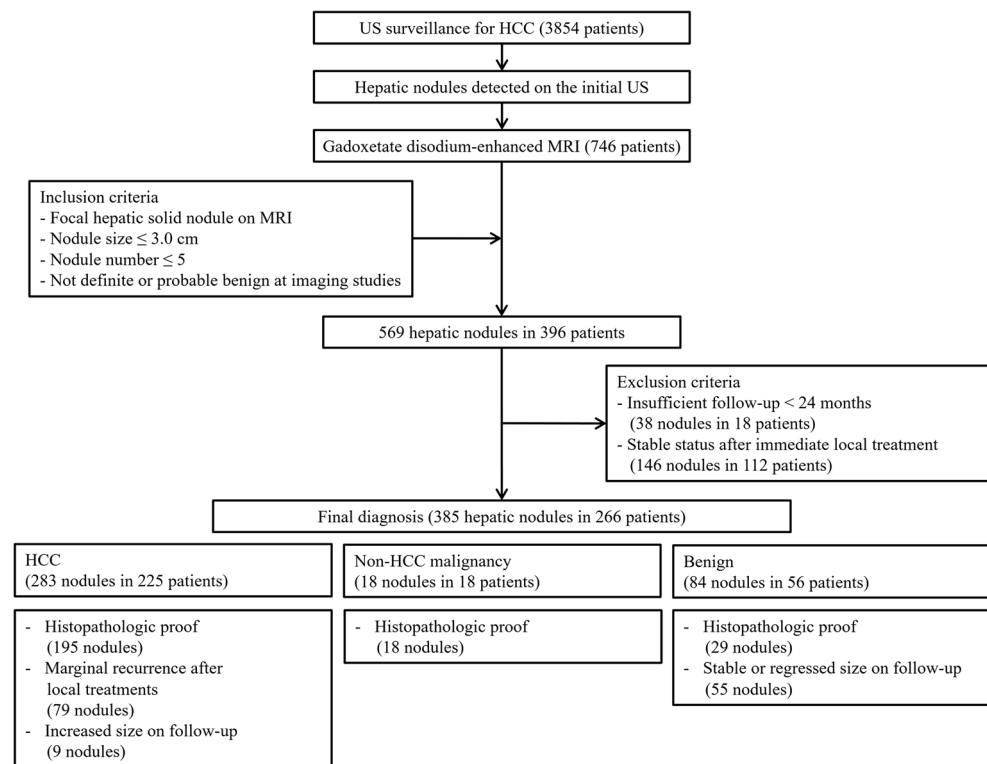 US surveillance for HCC (3854 patients)
Hepatic nodules detected on the initial US
Gadoxetate disodium-enhanced MRI (746 patients)
Inclusion criteria
- Focal hepatic solid nodule on MRI
- Nodule size ≤ 3.0 cm
- Nodule number ≤ 5
- Not definite or probable benign at imaging studies
569 hepatic nodules in 396 patients
Exclusion criteria
- Insufficient follow-up < 24 months
(38 nodules in 18 patients)
- Stable status after immediate local treatment
(146 nodules in 112 patients)
Final diagnosis (385 hepatic nodules in 266 patients)
HCC
(283 nodules in 225 patients)
- Histopathologic proof
(195 nodules)
- Marginal recurrence after
local treatments
(79 nodules)
- Increased size on follow-up
(9 nodules)
Non-HCC malignancy
(18 nodules in 18 patients)
- Histopathologic proof
(18 nodules)
Benign
(84 nodules in 56 patients)
- Histopathologic proof
(29 nodules)
- Stable or regressed size on follow-up
(55 nodules)